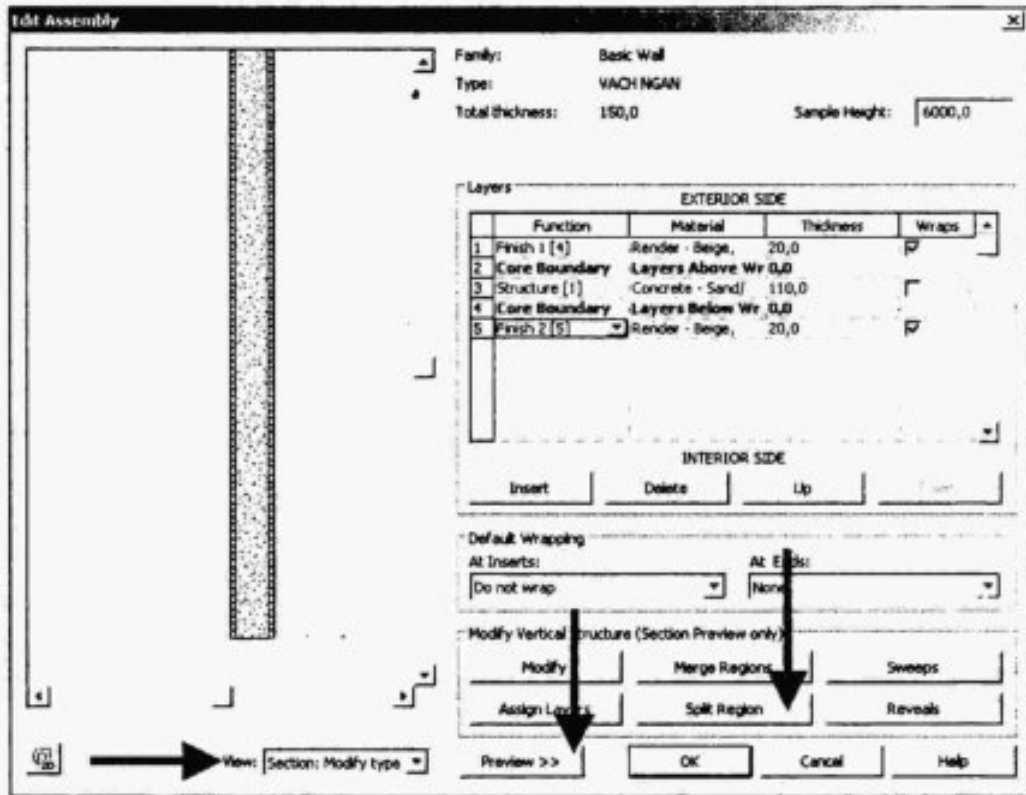 Edit Assembly
Family: Basic Wall
Type: VACH NGAN
Total thickness: 150,0 Sample Height: 6000,0
Layers
EXTERIOR SIDE
Function Material Thickness Wraps
1 Finish 1 [4] Render - Beige, 20,0
2 Core Boundary Layers Above Wr 0,0
3 Structure [1] Concrete - Sand/ 110,0
4 Core Boundary Layers Below Wr 0,0
5 Finish 2 [5] Render - Beige, 20,0
INTERIOR SIDE
Insert Delete Up
Default Wrapping
At Inserts: At Ends:
Do not wrap None
Modify Vertical Structure (Section Preview only)
Modify Merge Regions Sweeps
Assign Layers Split Region Reveals
View: Section: Modify type Preview >> OK Cancel Help